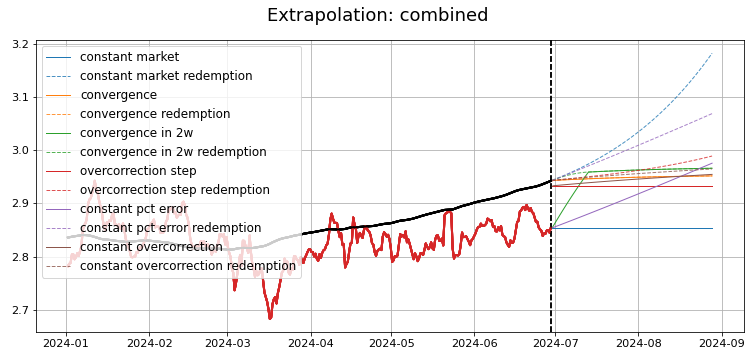 Extrapolation: combined
3.2
3.1
3.0
2.9
2.8
2.7
constant market
constant market redemption
convergence
convergence redemption
convergence in 2w
convergence in 2w redemption
overcorrection step
overcorrection step redemption
constant pct error
constant pct error redemption
constant overcorrection
constant overcorrection redemption
2024-01 2024-02 2024-03 2024-04 2024-05 2024-06 2024-07 2024-08 2024-09